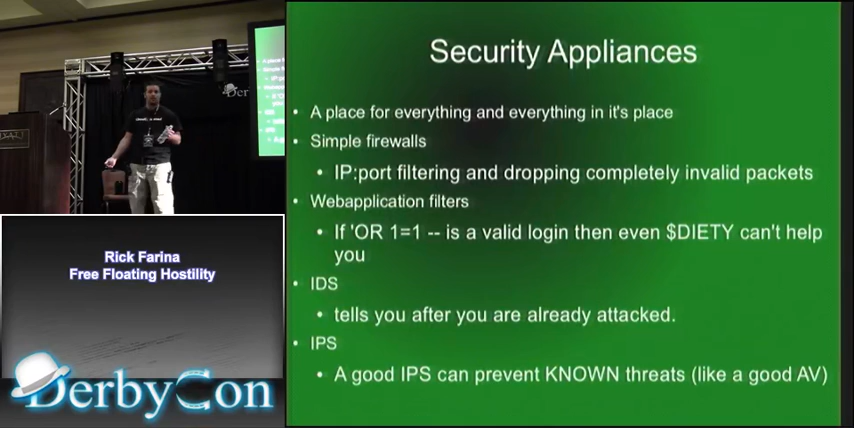 Security Appliances
• A place for everything and everything in it's place
• Simple firewalls
• IP:port filtering and dropping completely invalid packets
• Webapplication filters
• If 'OR 1=1 -- is a valid login then even $DIETY can't help
you
• IDS
• tells you after you are already attacked.
• IPS
• A good IPS can prevent KNOWN threats (like a good AV)
Rick Farina
Free Floating Hostility
DerbyCon